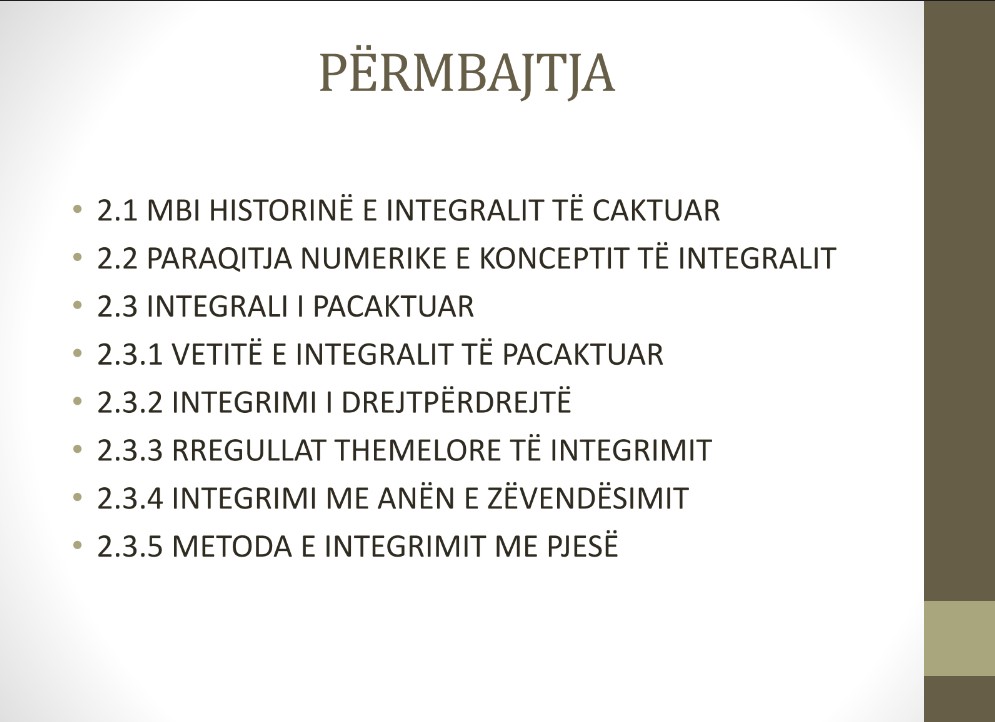 PËRMBAJTJA
• 2.1 MBI HISTORINË E INTEGRALIT TË CAKTUAR
• 2.2 PARAQITJA NUMERIKE E KONCEPTIT TË INTEGRALIT
• 2.3 INTEGRALI I PACAKTUAR
• 2.3.1 VETITË E INTEGRALIT TË PACAKTUAR
• 2.3.2 INTEGRIMI I DREJTPËRDREJTË
• 2.3.3 RREGULLAT THEMELORE TË INTEGRIMIT
• 2.3.4 INTEGRIMI ME ANËN E ZËVENDËSIMIT
• 2.3.5 METODA E INTEGRIMIT ME PJESË